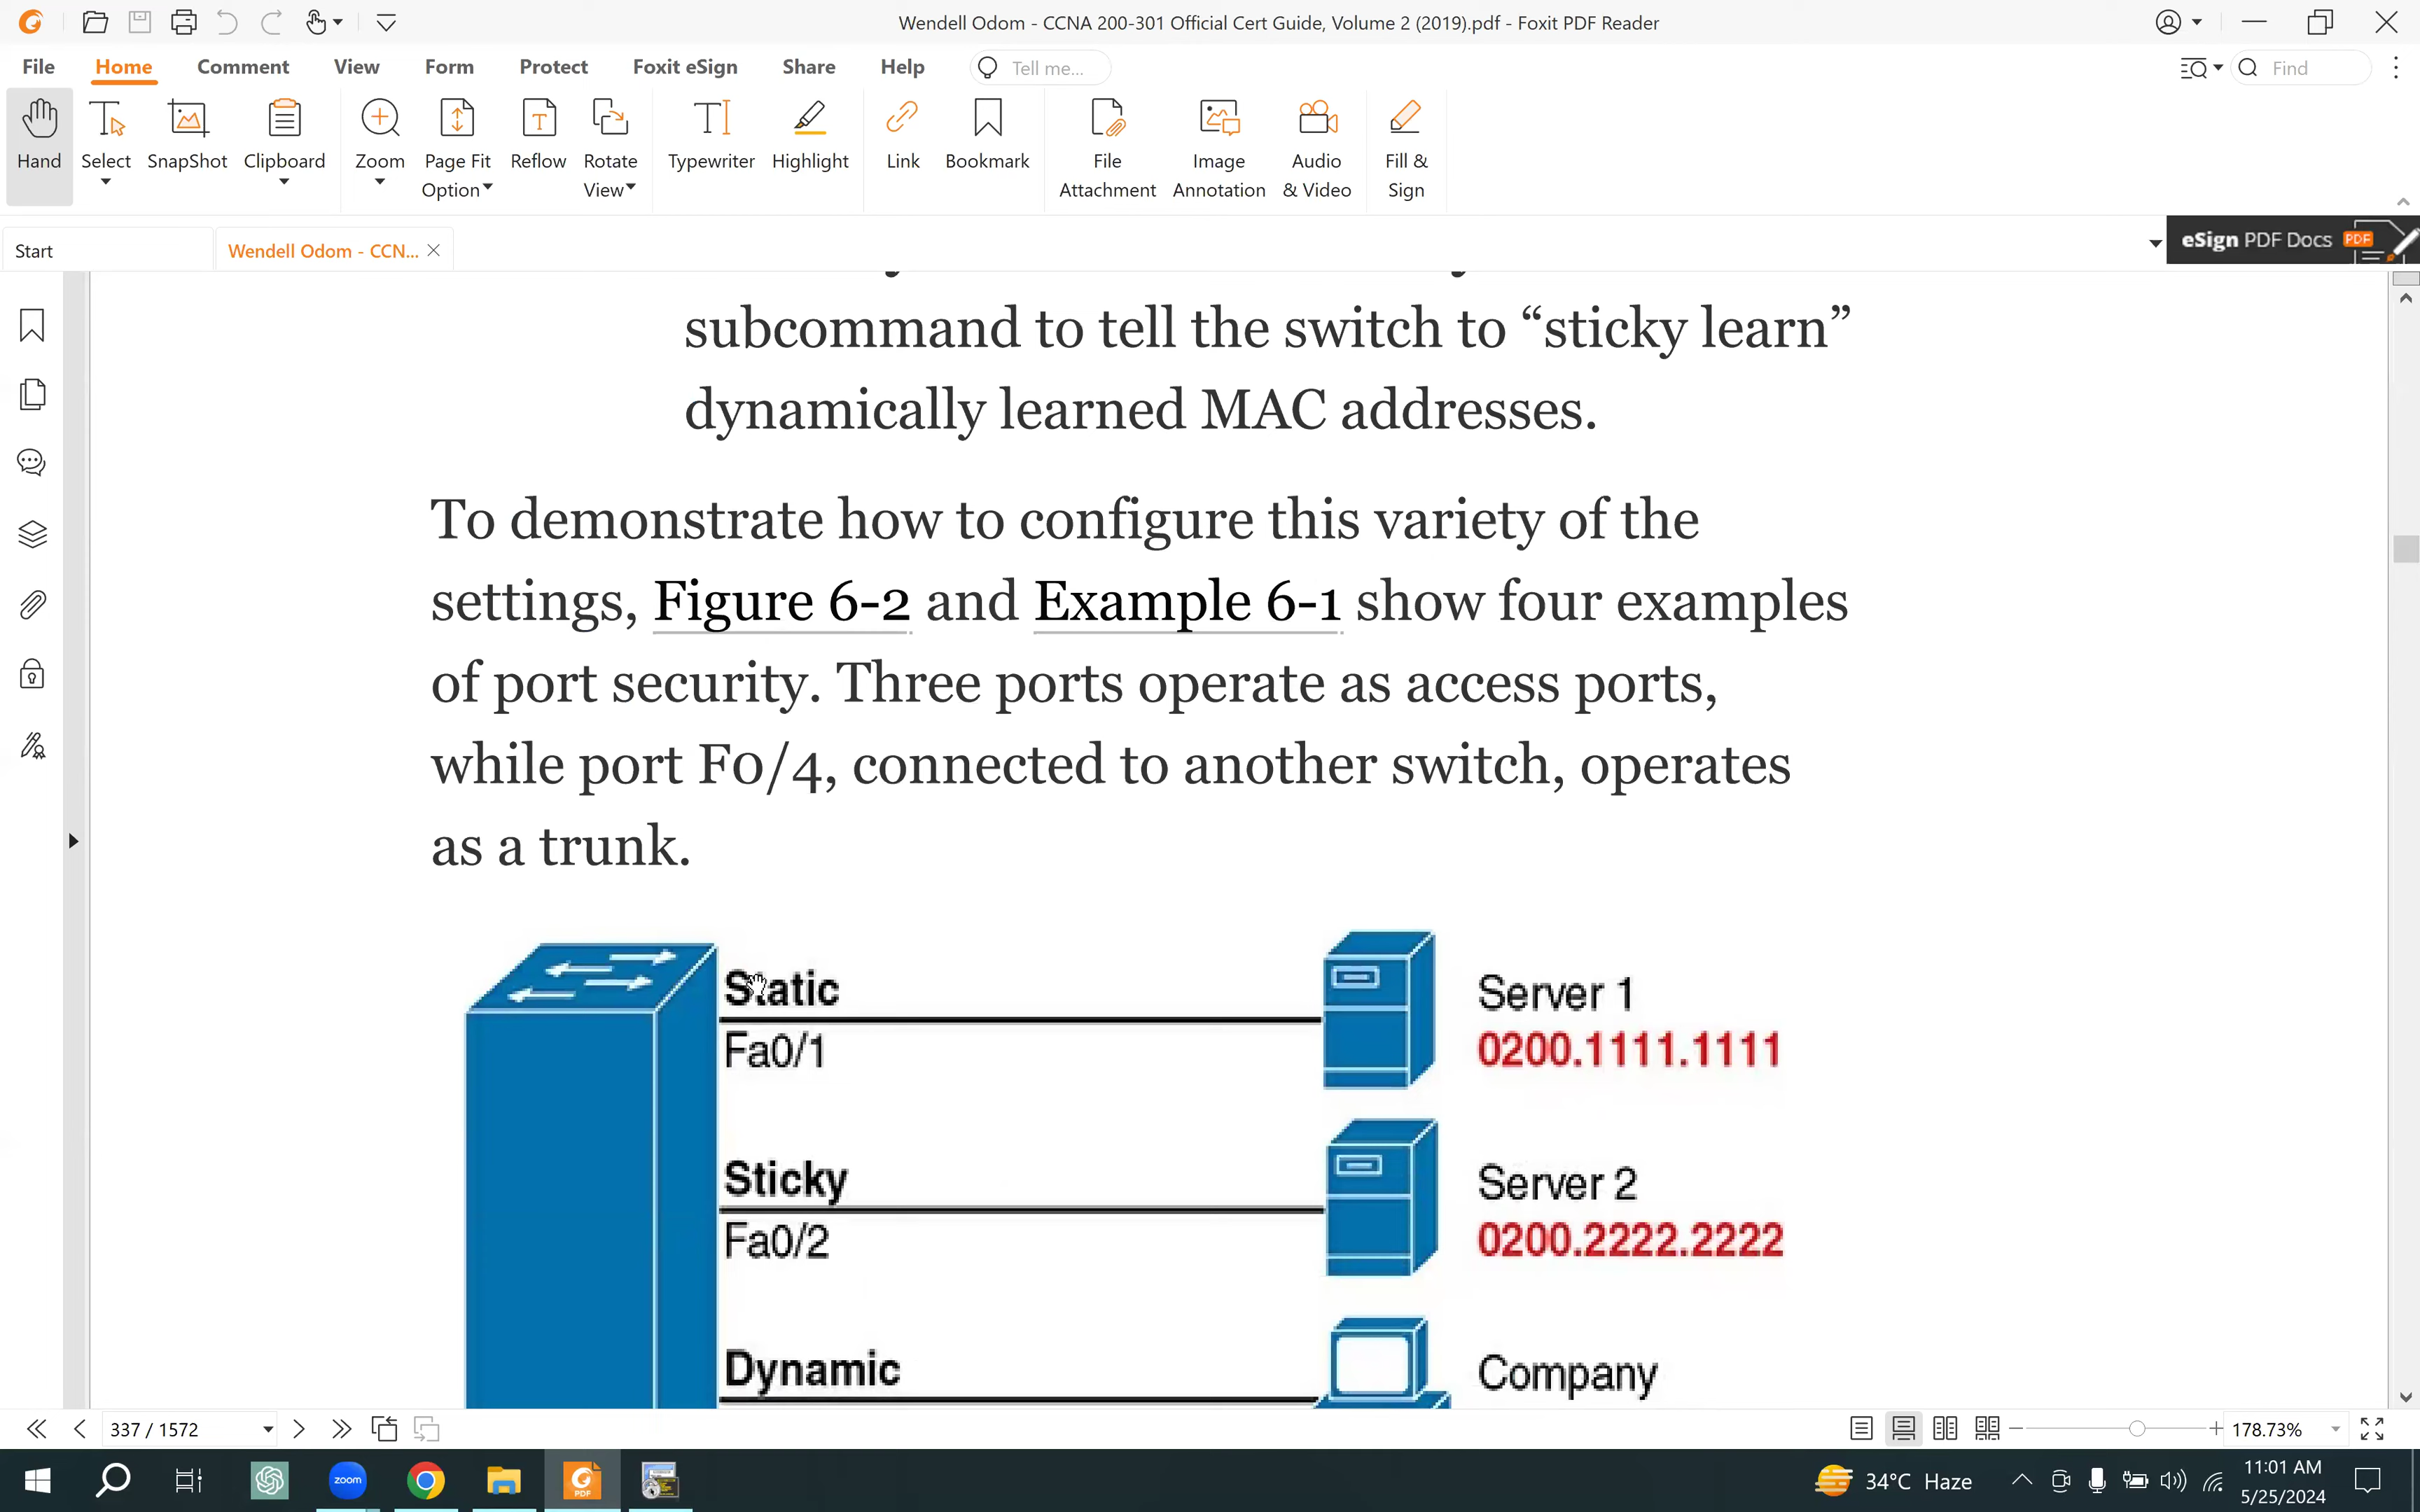 Wendell Odom - CCNA 200-301 Official Cert Guide, Volume 2 (2019).pdf - Foxit PDF Reader
File Home Comment View Form Protect Foxit eSign Share Help Tell me... Find
Hand Select SnapShot Clipboard Zoom Page Fit Option Reflow Rotate View Typewriter Highlight Link Bookmark File Attachment Image Annotation Audio & Video Fill & Sign
Start Wendell Odom - CCN... eSign PDF Docs PDF
subcommand to tell the switch to “sticky learn”
dynamically learned MAC addresses.
To demonstrate how to configure this variety of the
settings, Figure 6-2 and Example 6-1 show four examples
of port security. Three ports operate as access ports,
while port F0/4, connected to another switch, operates
as a trunk.
Static
Fa0/1
Server 1
0200.1111.1111
Sticky
Fa0/2
Server 2
0200.2222.2222
Dynamic
Company
337 / 1572 178.73%
zoom PDF 34°C Haze 11:01 AM
5/25/2024